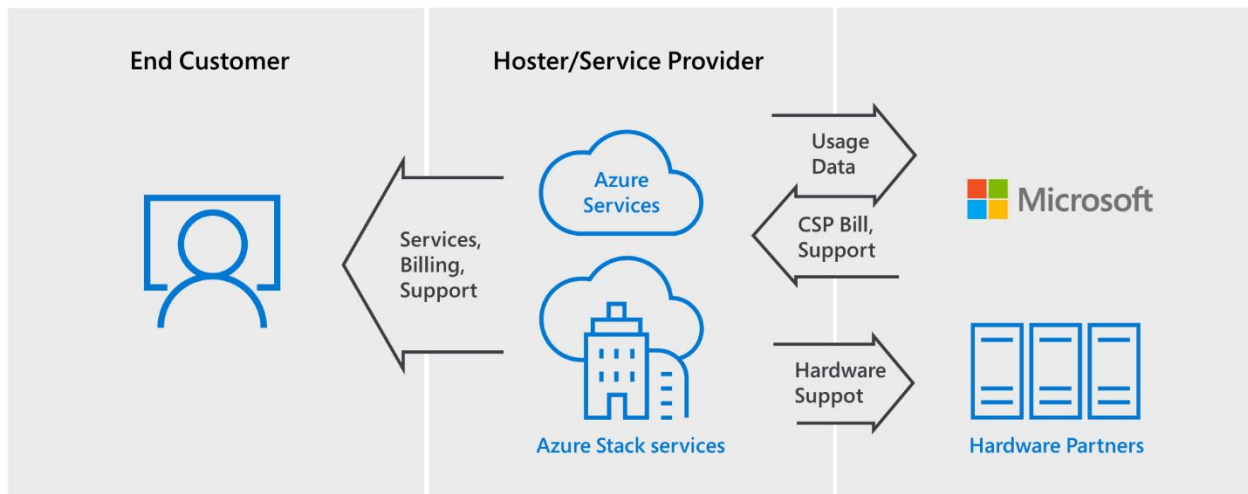 End Customer
Hoster/Service Provider
Usage
Data
Azure
Services
Microsoft
CSP Bill,
Support
Services,
Billing,
Support
Hardware
Suppot
Azure Stack services
Hardware Partners